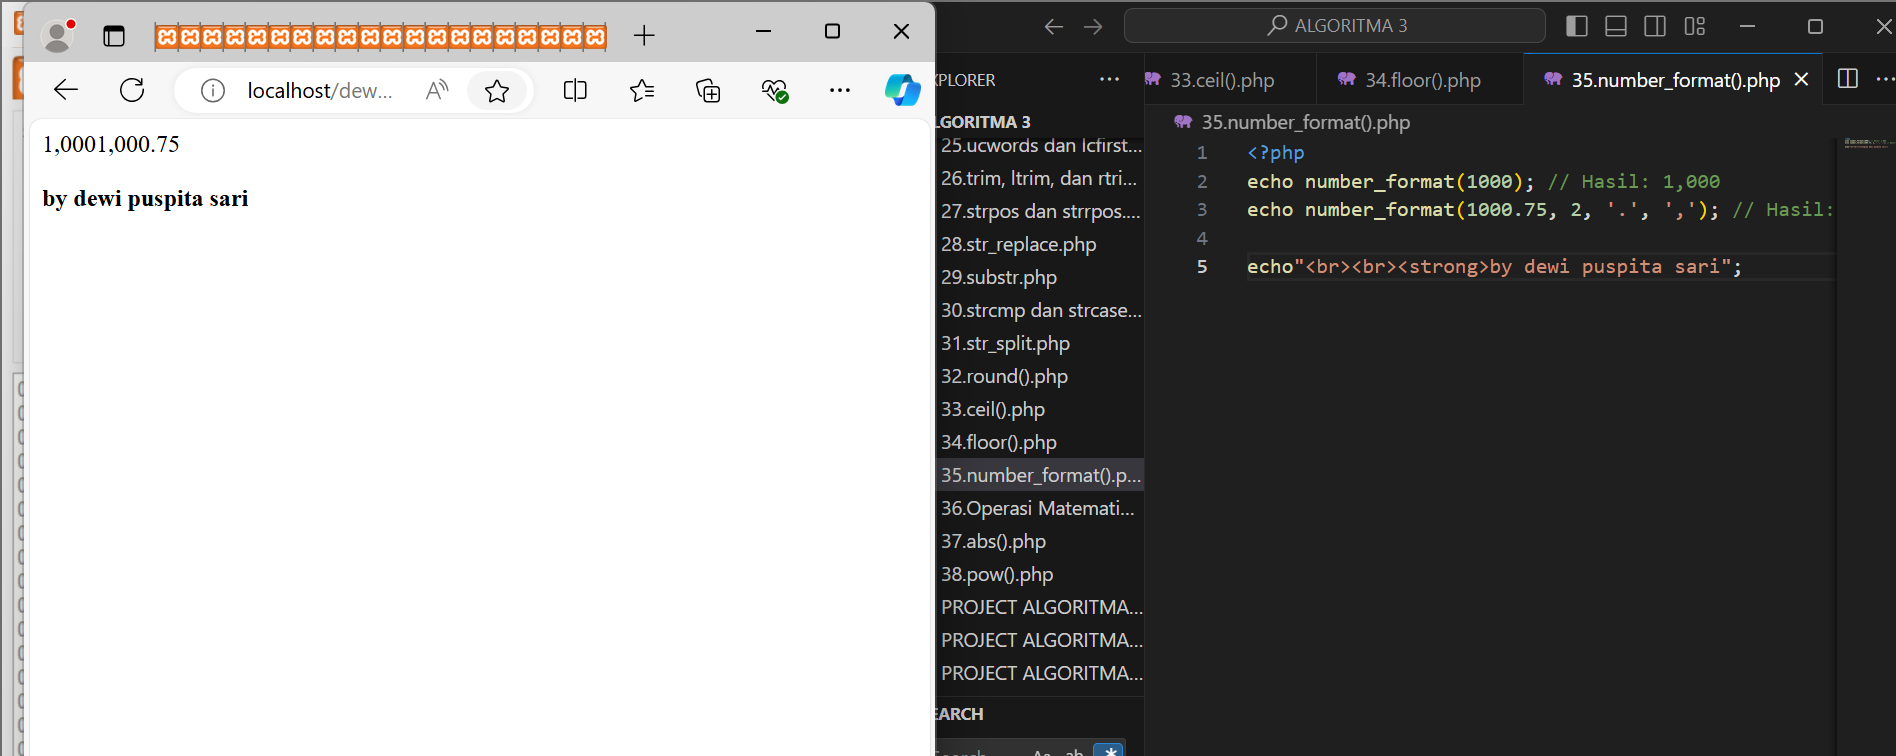 localhost/dew...
1,0001,000.75
by dewi puspita sari
ALGORITMA 3
XPLORER
LGORITMA 3
25.ucwords dan lcfirst...
26.trim, ltrim, dan rtri...
27.strpos dan strrpos....
28.str_replace.php
29.substr.php
30.strcmp dan strcase...
31.str_split.php
32.round().php
33.ceil().php
34.floor().php
35.number_format().p...
36.Operasi Matemati...
37.abs().php
38.pow().php
PROJECT ALGORITMA...
PROJECT ALGORITMA...
PROJECT ALGORITMA...
EARCH
33.ceil().php
34.floor().php
35.number_format().php
35.number_format().php
1 <?php
2 echo number_format(1000); // Hasil: 1,000
3 echo number_format(1000.75, 2, '.', ','); // Hasil:
4
5 echo"<br><br><strong>by dewi puspita sari";